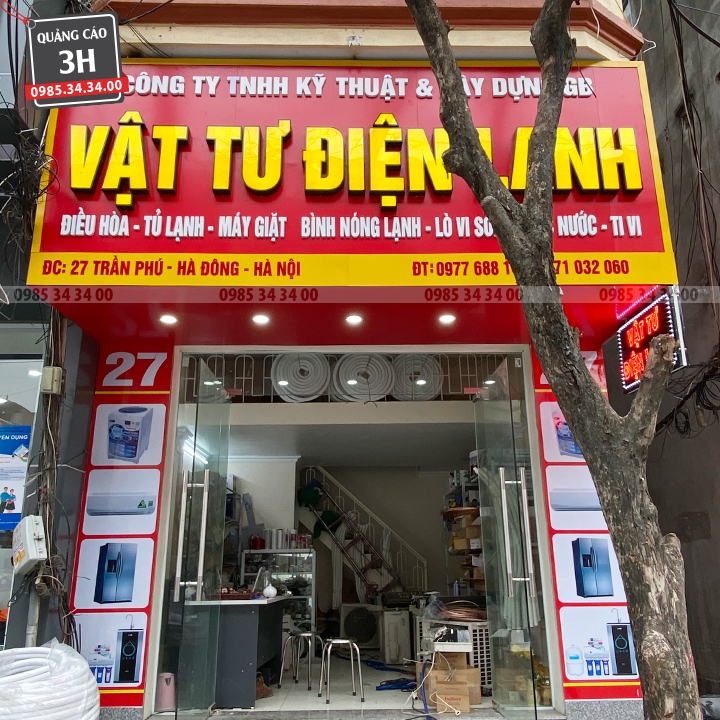 QUẢNG CÁO
3H
0985.34.34.00
CÔNG TY TNHH KỸ THUẬT & DỰNG GB
VẬT TƯ ĐIỆN LẠNH
ĐIỀU HÒA - TỦ LẠNH - MÁY GIẶT BÌNH NÓNG LẠNH - LÒ VI NƯỚC - TI VI
ĐC: 27 TRẦN PHÚ - HÀ ĐÔNG - HÀ NỘI ĐT: 0977 688 032 060
0985 34 34 00 0985 34 34 00 0985 34 34 00 0985 34 34 00
VẬT TƯ
ĐIỆN
27